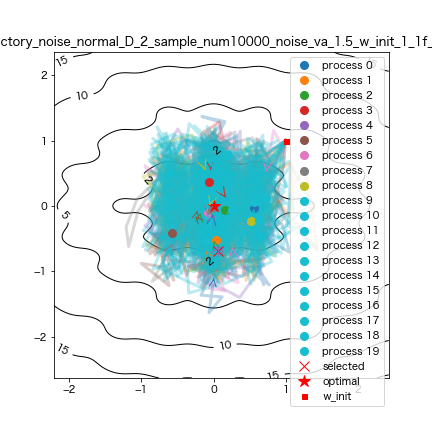 ctory_noise_normal_D_2_sample_num10000_noise_va_1.5_w_init_1_1f_
15
10
5
2
2
2
10
15
15
2
1
0
−1
−2
−2
−1
0
1
2
process 0
process 1
process 2
process 3
process 4
process 5
process 6
process 7
process 8
process 9
process 10
process 11
process 12
process 13
process 14
process 15
process 16
process 17
process 18
process 19
selected
optimal
w_init